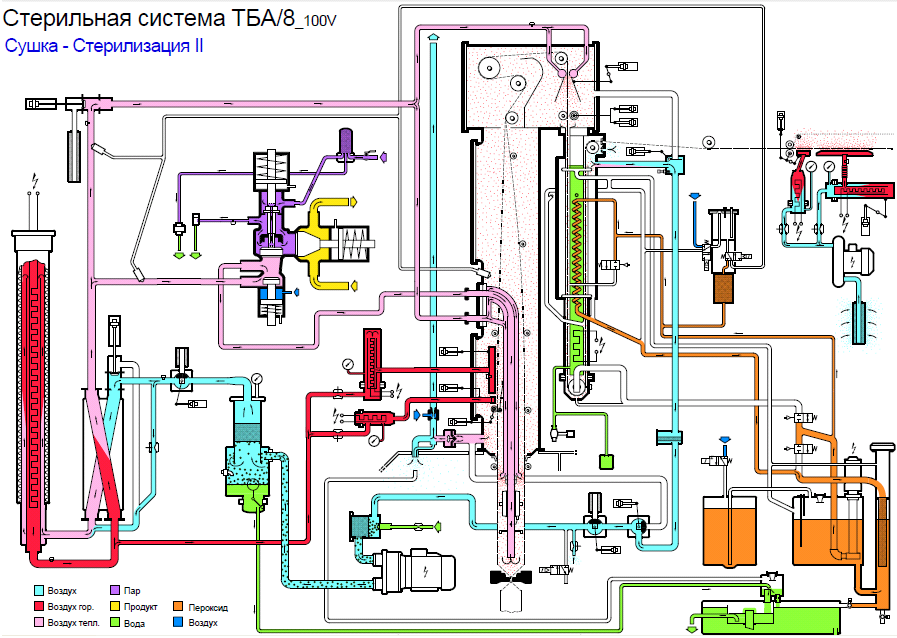 Стерильная система ТБА/8_100V
Сушка - Стерилизация II
Воздух
Воздух гор.
Воздух тепл.
Пар
Продукт
Вода
Пероксид
Воздух